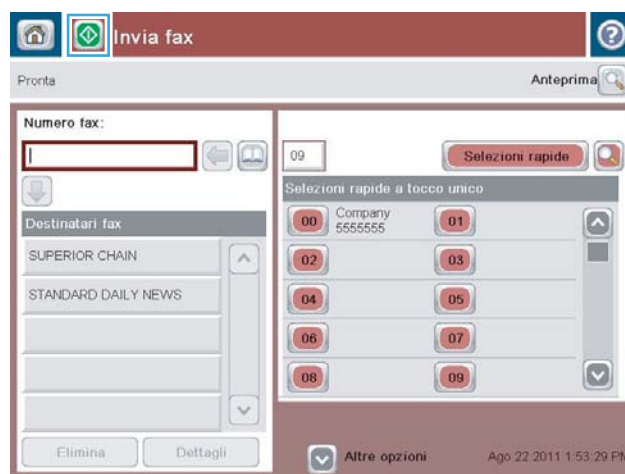 Invia fax
Pronta
Anteprima
Numero fax:
09
Selezioni rapide
Selezioni rapide a tocco unico
Destinatari fax
SUPERIOR CHAIN
STANDARD DAILY NEWS
00 Company 5555555 01
02 03
04 05
06 07
08 09
Elimina Dettagli
Altre opzioni
Ago 22 2011 1:53:29 PM